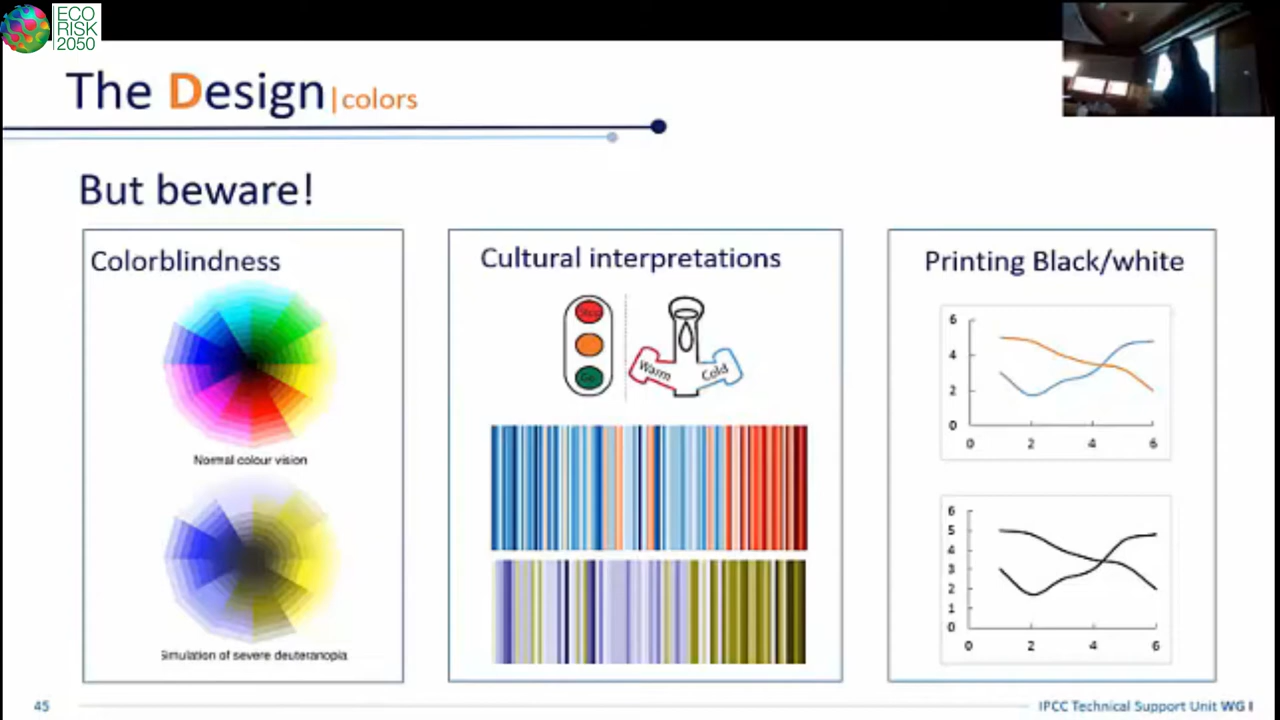 ECO
RISK
2050
The Design|colors
But beware!
Colorblindness
Normal colour vision
Simulation of severe deuteranopia
Cultural interpretations
Stop
Go
Warm
Cold
Printing Black/white
6
4
2
0
0 2 4 6
6
5
4
3
2
1
0
0 2 4 6
45
IPCC Technical Support Unit WG I